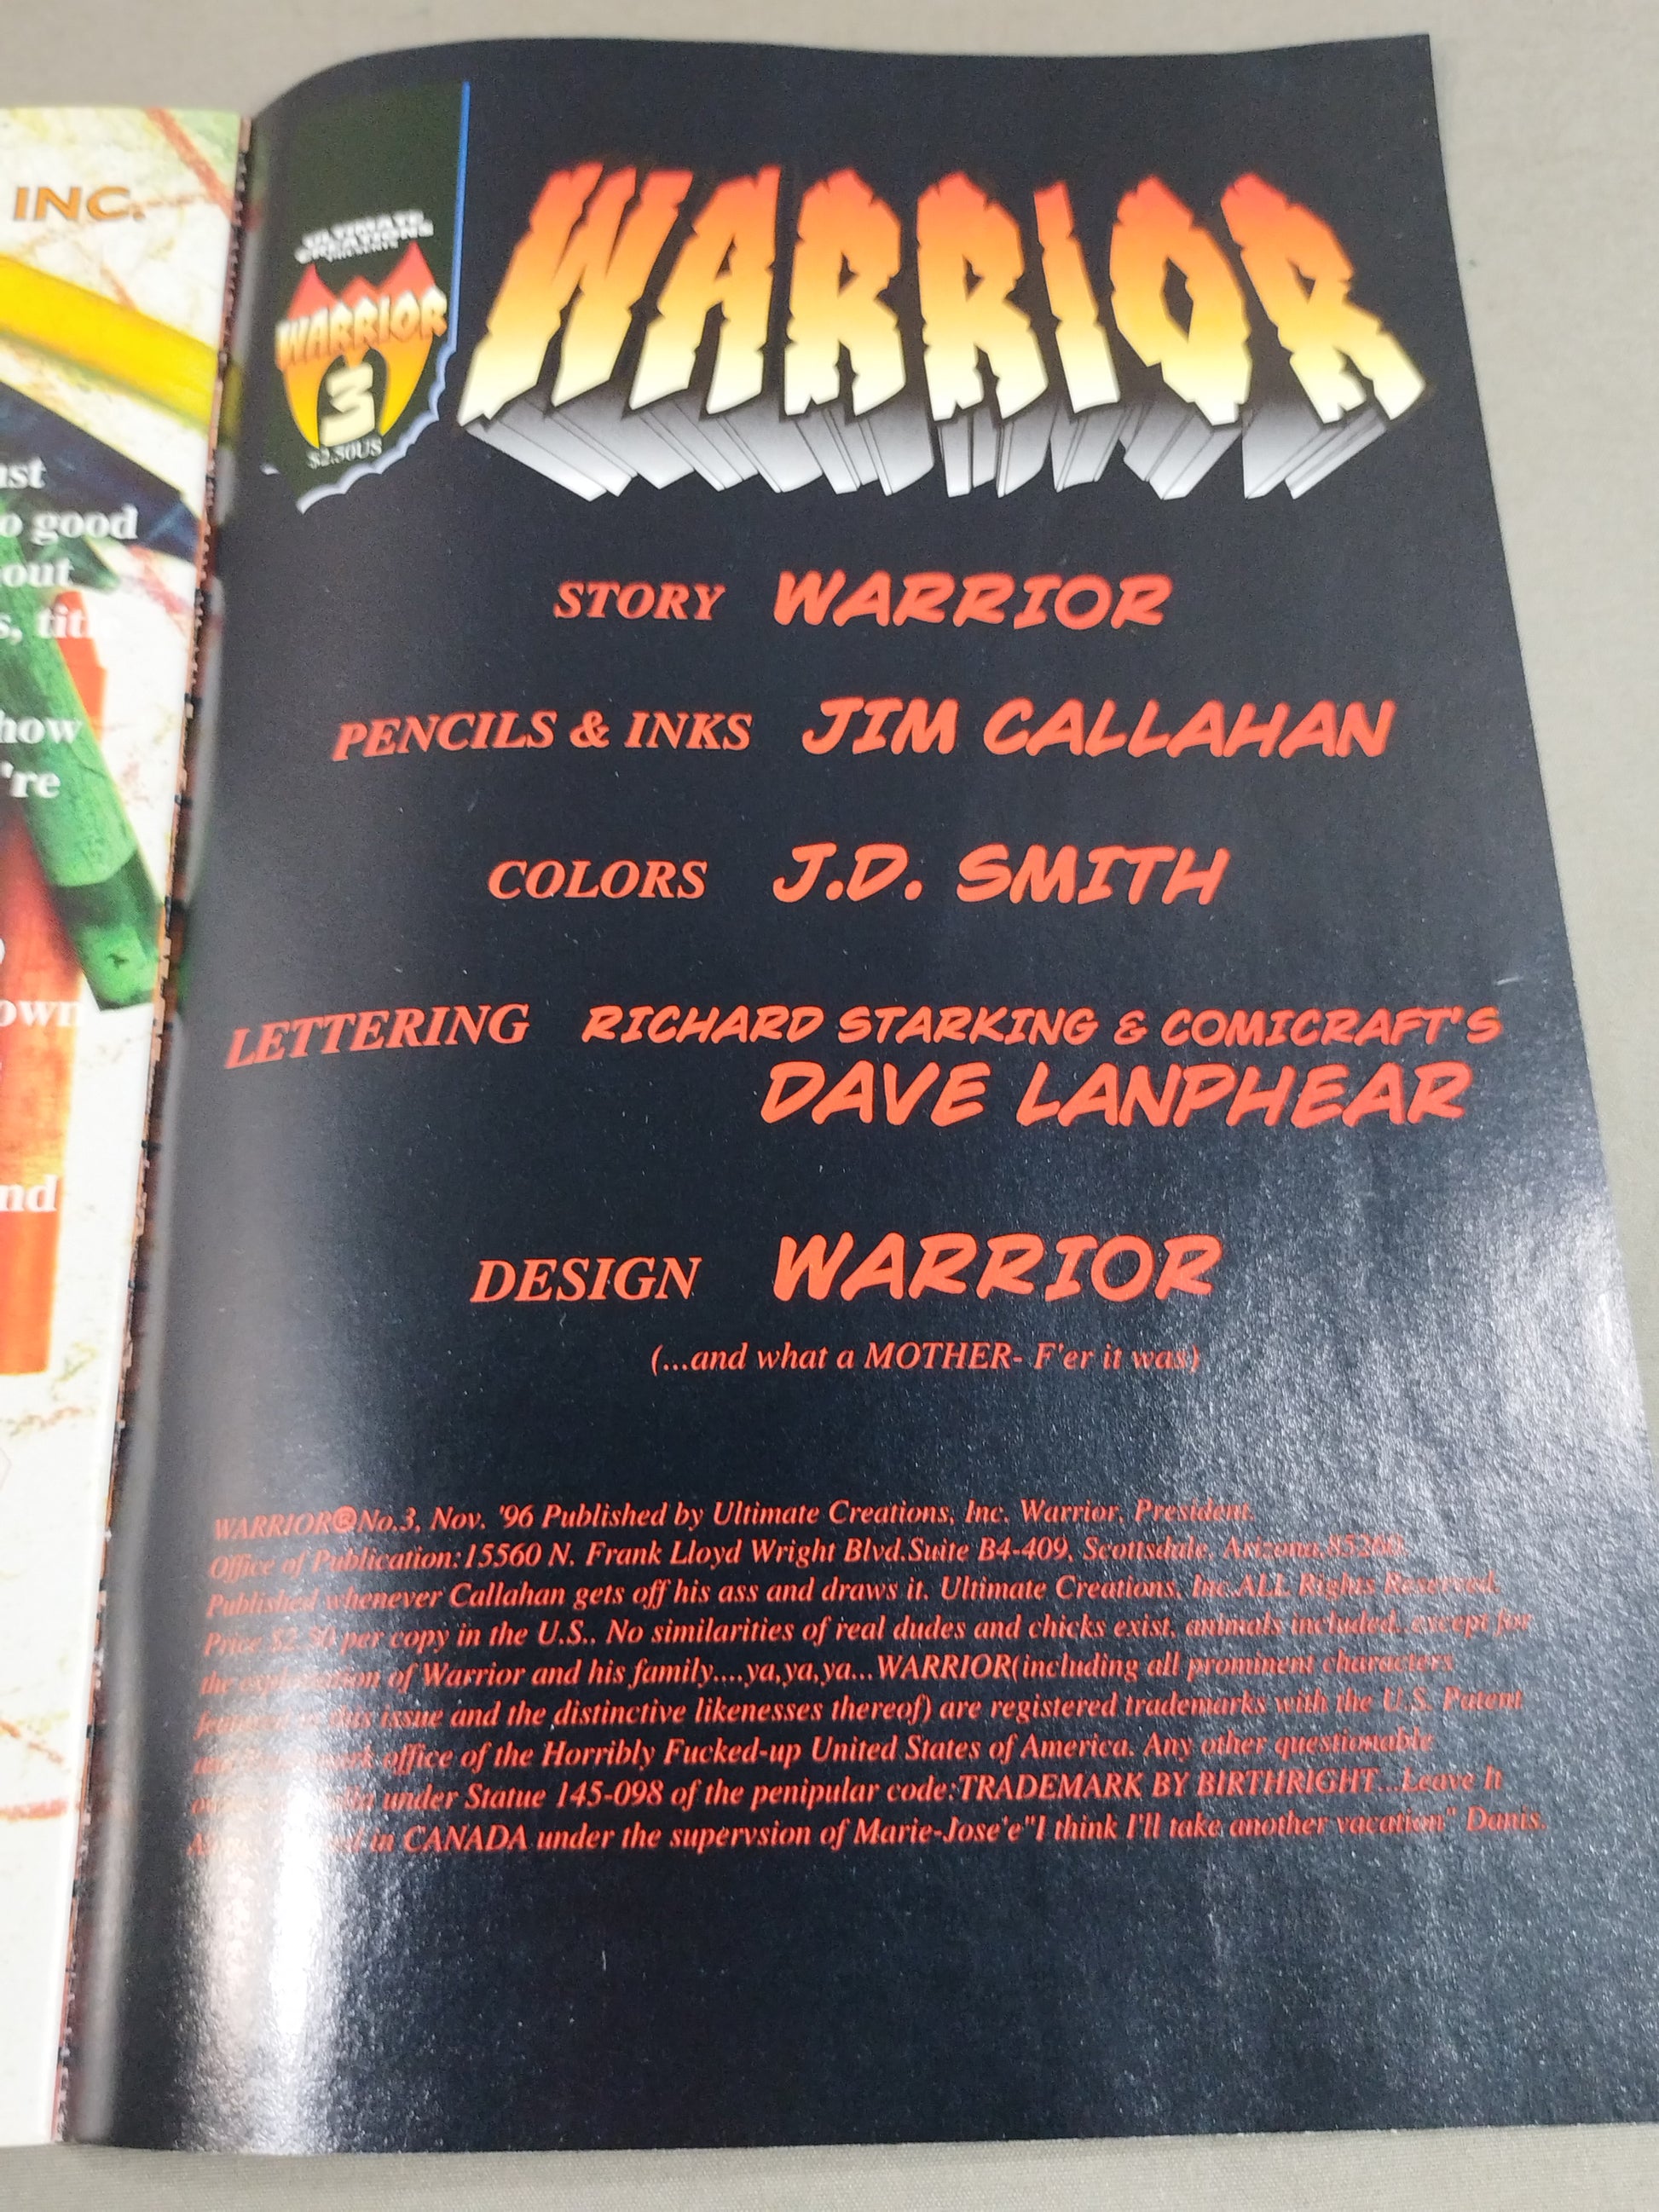 INC.
ust
o good
out
s, title
how
're
own
nd
ULTIMATE
CREATIONS
PRESENTS
WARRIOR
3
$2.50US
WARRIOR
STORY WARRIOR
PENCILS & INKS JIM CALLAHAN
COLORS J.D. SMITH
LETTERING RICHARD STARKING & COMICRAFT'S
DAVE LANPHEAR
DESIGN WARRIOR
(...and what a MOTHER- F'er it was)
WARRIOR®No.3, Nov. '96 Published by Ultimate Creations, Inc. Warrior, President.
Office of Publication:15560 N. Frank Lloyd Wright Blvd.Suite B4-409, Scottsdale, Arizona,85260.
Published whenever Callahan gets off his ass and draws it. Ultimate Creations, Inc.ALL Rights Reserved.
Price $2.50 per copy in the U.S.. No similarities of real dudes and chicks exist, animals included, except for
the of Warrior and his family....ya,ya,ya...WARRIOR(including all prominent characters
this issue and the distinctive likenesses thereof) are registered trademarks with the U.S. Patent
office of the Horribly Fucked-up United States of America. Any other questionable
under Statue 145-098 of the penipular code:TRADEMARK BY BIRTHRIGHT...Leave It
in CANADA under the supervsion of Marie-Jose'e"I think I'll take another vacation" Danis.